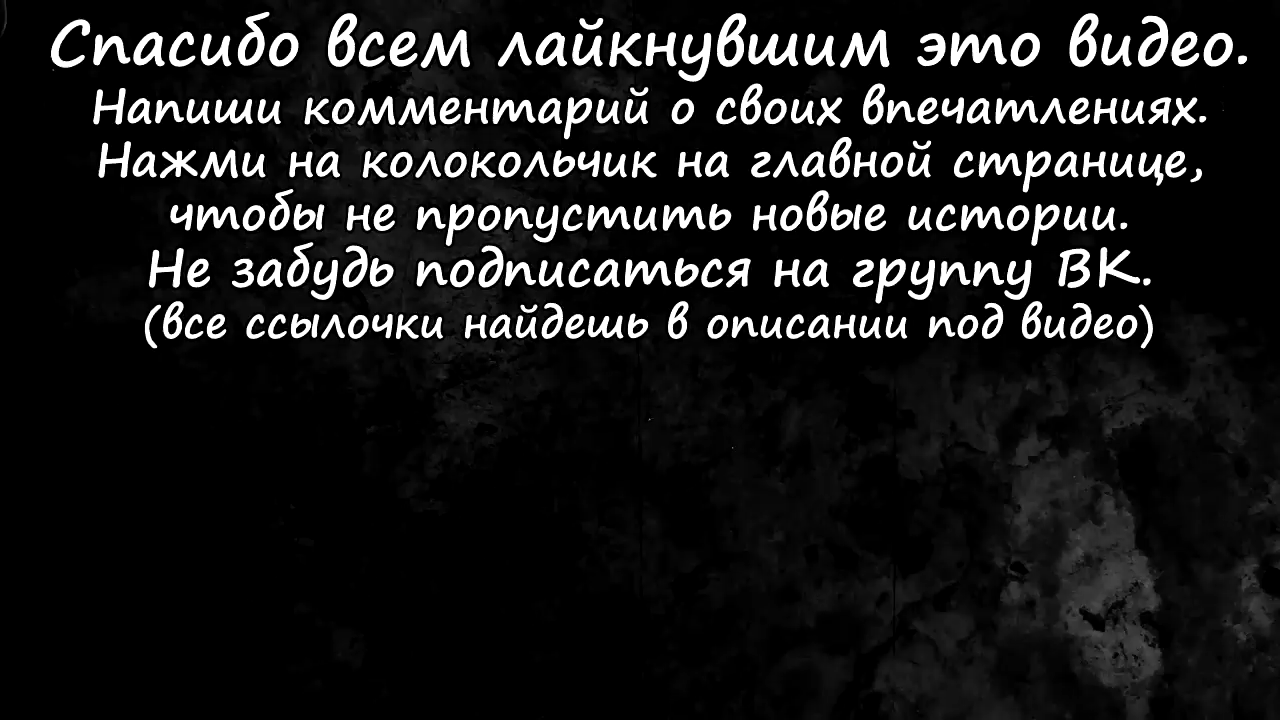 Спасибо всем лайкнувшим это видео.
Напиши комментарий о своих впечатлениях.
Нажми на колокольчик на главной странице,
чтобы не пропустить новые истории.
Не забудь подписаться на группу ВК.
(все ссылочки найдешь в описании под видео)